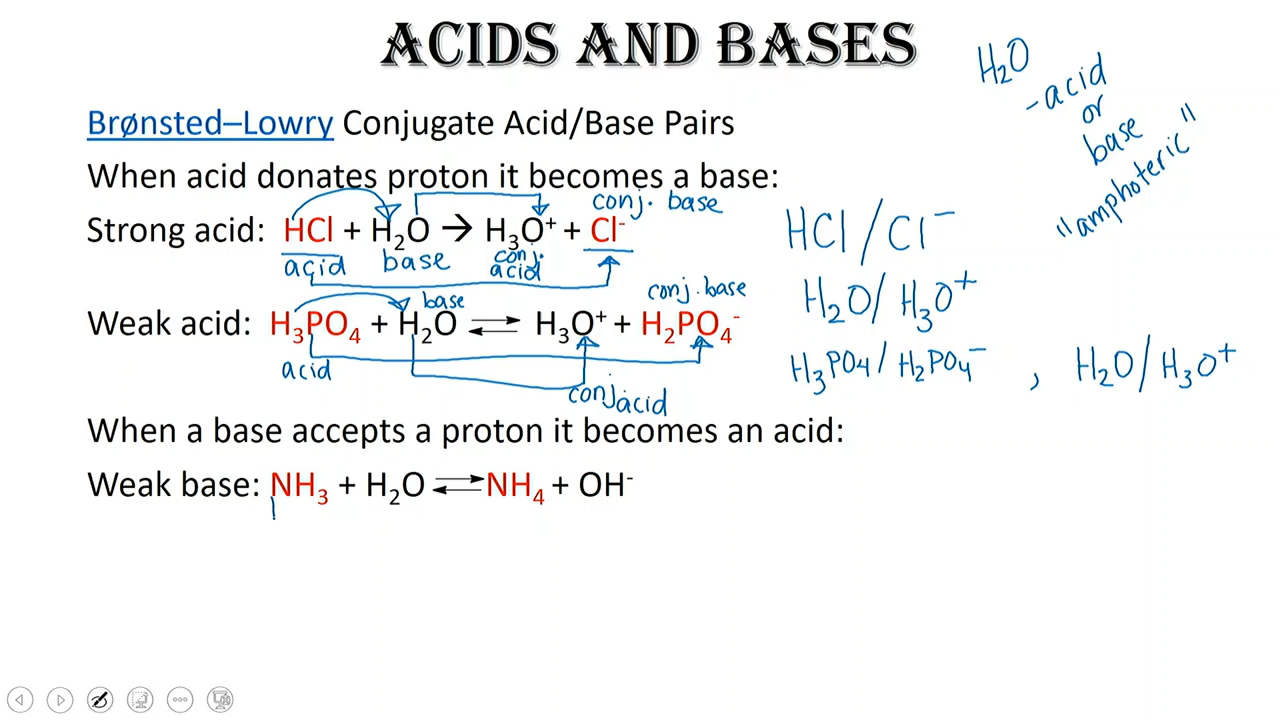 ACIDS AND BASES
H₂O
- acid
or
base
"amphoteric"
Brønsted–Lowry Conjugate Acid/Base Pairs
When acid donates proton it becomes a base:
conj. base
Strong acid: HCl + H₂O → H₃O⁺ + Cl⁻
acid base conj. acid
HCl / Cl⁻
H₂O / H₃O⁺
base conj. base
Weak acid: H₃PO₄ + H₂O ⇌ H₃O⁺ + H₂PO₄⁻
acid conj. acid
H₃PO₄ / H₂PO₄⁻ , H₂O / H₃O⁺
When a base accepts a proton it becomes an acid:
Weak base: NH₃ + H₂O ⇌ NH₄ + OH⁻